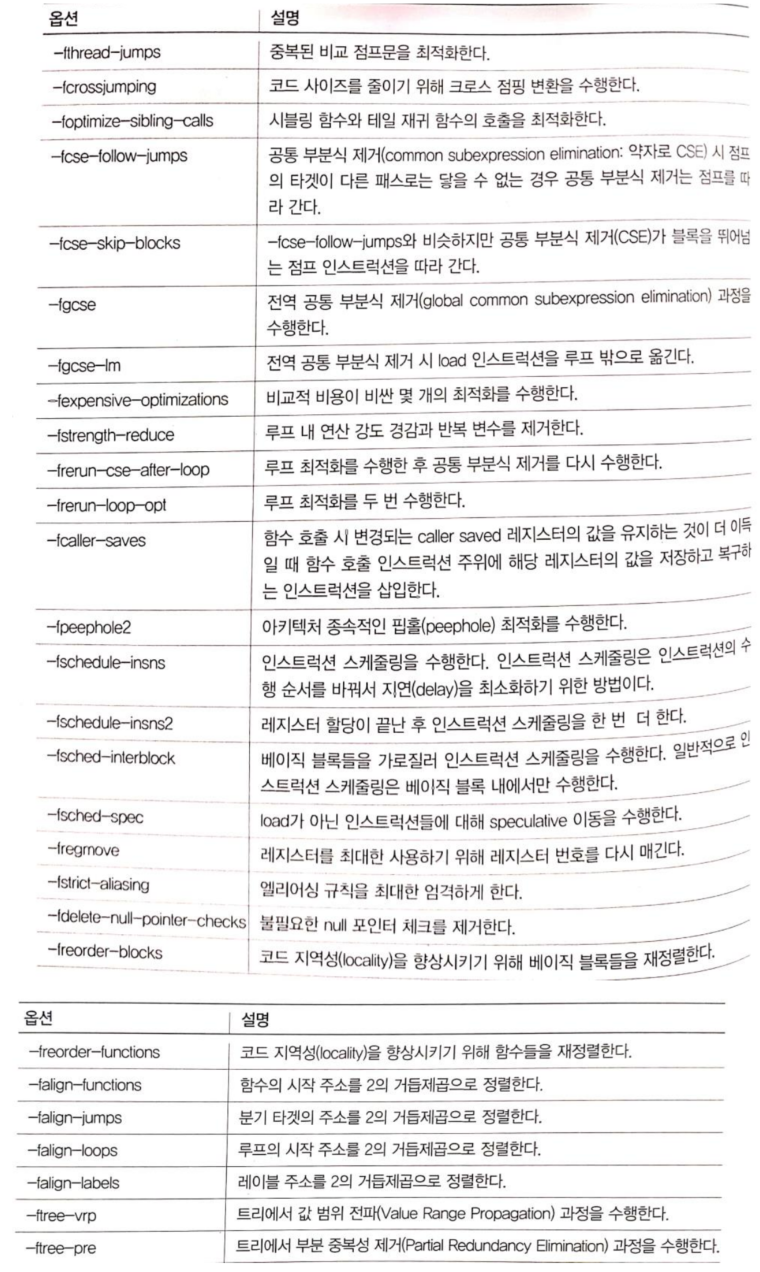 옵션 설명
-fthread-jumps 중복된 비교 점프문을 최적화한다.
-fcrossjumping 코드 사이즈를 줄이기 위해 크로스 점핑 변환을 수행한다.
-foptimize-sibling-calls 시블링 함수와 테일 재귀 함수의 호출을 최적화한다.
-fcse-follow-jumps 공통 부분식 제거(common subexpression elimination: 약자로 CSE) 시 점프
의 타겟이 다른 패스로는 닿을 수 없는 경우 공통 부분식 제거는 점프를 따
라 간다.
-fcse-skip-blocks -fcse-follow-jumps와 비슷하지만 공통 부분식 제거(CSE)가 블록을 뛰어넘
는 점프 인스트럭션을 따라 간다.
-fgcse 전역 공통 부분식 제거(global common subexpression elimination) 과정을
수행한다.
-fgcse-lm 전역 공통 부분식 제거 시 load 인스트럭션을 루프 밖으로 옮긴다.
-fexpensive-optimizations 비교적 비용이 비싼 몇 개의 최적화를 수행한다.
-fstrength-reduce 루프 내 연산 강도 경감과 반복 변수를 제거한다.
-frerun-cse-after-loop 루프 최적화를 수행한 후 공통 부분식 제거를 다시 수행한다.
-frerun-loop-opt 루프 최적화를 두 번 수행한다.
-fcaller-saves 함수 호출 시 변경되는 caller saved 레지스터의 값을 유지하는 것이 더 이득
일 때 함수 호출 인스트럭션 주위에 해당 레지스터의 값을 저장하고 복구하
는 인스트럭션을 삽입한다.
-fpeephole2 아키텍처 종속적인 핍홀(peephole) 최적화를 수행한다.
-fschedule-insns 인스트럭션 스케줄링을 수행한다. 인스트럭션 스케줄링은 인스트럭션의 수
행 순서를 바꿔서 지연(delay)을 최소화하기 위한 방법이다.
-fschedule-insns2 레지스터 할당이 끝난 후 인스트럭션 스케줄링을 한 번 더 한다.
-fsched-interblock 베이직 블록들을 가로질러 인스트럭션 스케줄링을 수행한다. 일반적으로 인
스트럭션 스케줄링은 베이직 블록 내에서만 수행한다.
-fsched-spec load가 아닌 인스트럭션들에 대해 speculative 이동을 수행한다.
-fregmove 레지스터를 최대한 사용하기 위해 레지스터 번호를 다시 매긴다.
-fstrict-aliasing 엘리어싱 규칙을 최대한 엄격하게 한다.
-fdelete-null-pointer-checks 불필요한 null 포인터 체크를 제거한다.
-freorder-blocks 코드 지역성(locality)을 향상시키기 위해 베이직 블록들을 재정렬한다.
옵션 설명
-freorder-functions 코드 지역성(locality)을 향상시키기 위해 함수들을 재정렬한다.
-falign-functions 함수의 시작 주소를 2의 거듭제곱으로 정렬한다.
-falign-jumps 분기 타겟의 주소를 2의 거듭제곱으로 정렬한다.
-falign-loops 루프의 시작 주소를 2의 거듭제곱으로 정렬한다.
-falign-labels 레이블 주소를 2의 거듭제곱으로 정렬한다.
-ftree-vrp 트리에서 값 범위 전파(Value Range Propagation) 과정을 수행한다.
-ftree-pre 트리에서 부분 중복성 제거(Partial Redundancy Elimination) 과정을 수행한다.